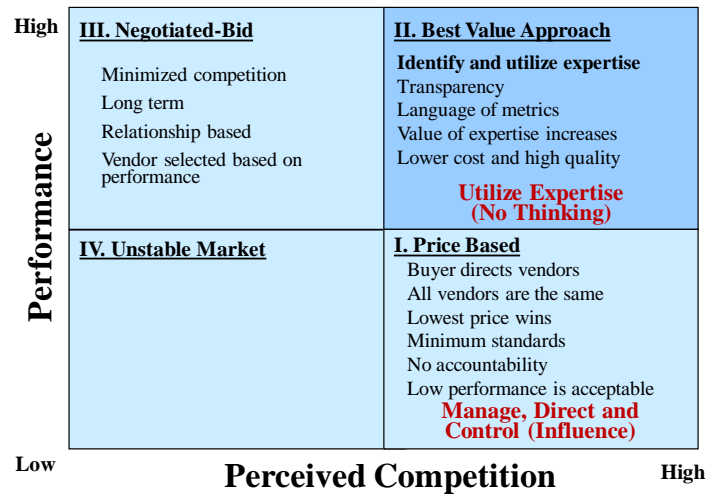 High
III. Negotiated-Bid
Minimized competition
Long term
Relationship based
Vendor selected based on
performance
II. Best Value Approach
Identify and utilize expertise
Transparency
Language of metrics
Value of expertise increases
Lower cost and high quality
Utilize Expertise
(No Thinking)
Performance
IV. Unstable Market
I. Price Based
Buyer directs vendors
All vendors are the same
Lowest price wins
Minimum standards
No accountability
Low performance is acceptable
Manage, Direct and
Control (Influence)
Low
Perceived Competition
High